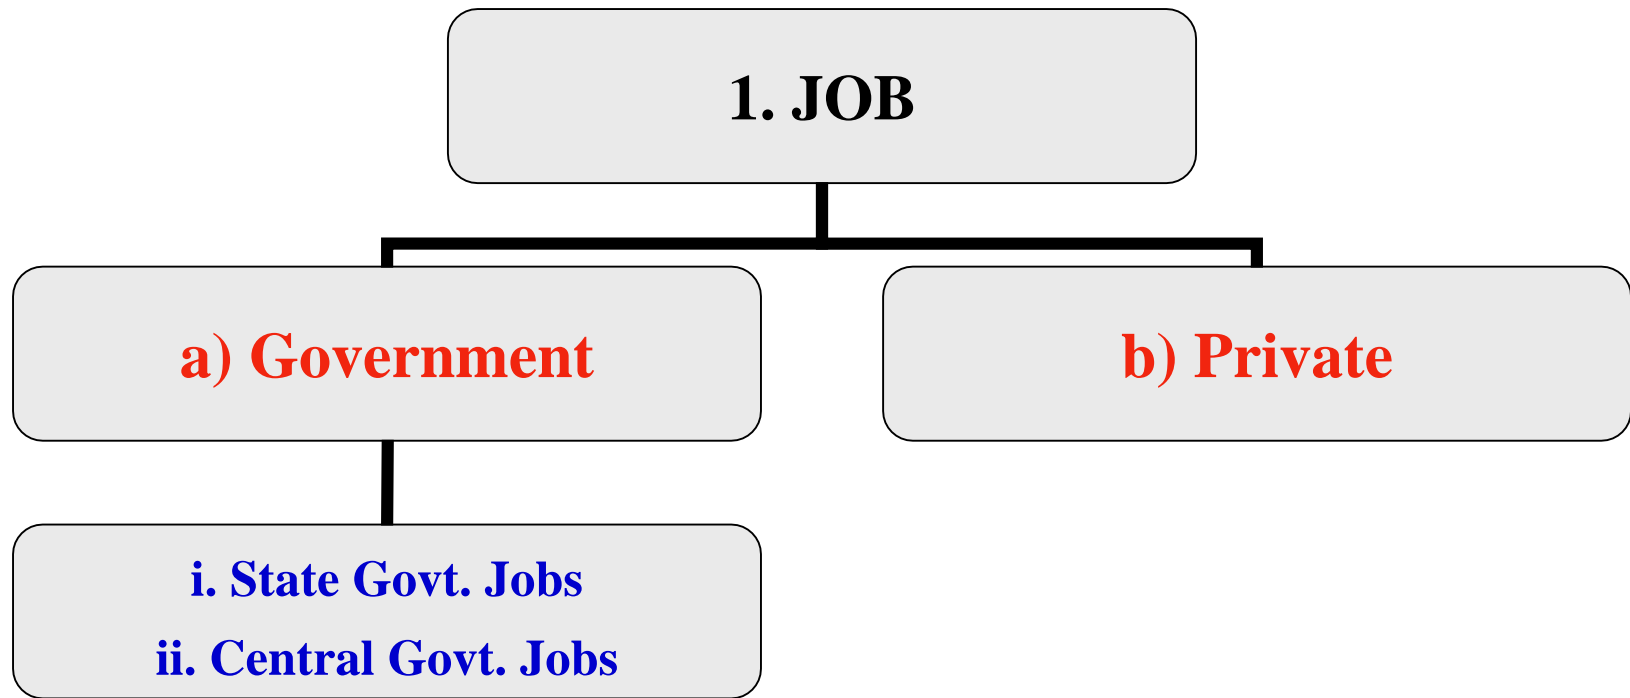 1. JOB
a) Government
b) Private
i. State Govt. Jobs
ii. Central Govt. Jobs